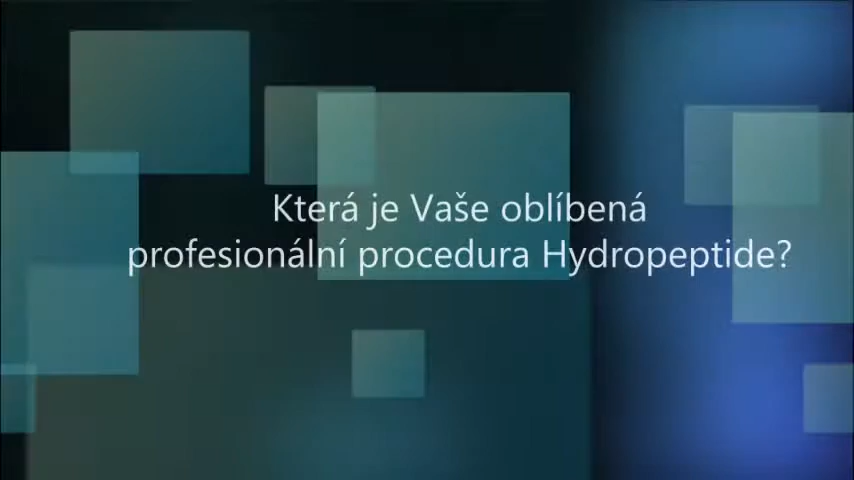 Která je Vaše oblíbená
profesionální procedura Hydropeptide?